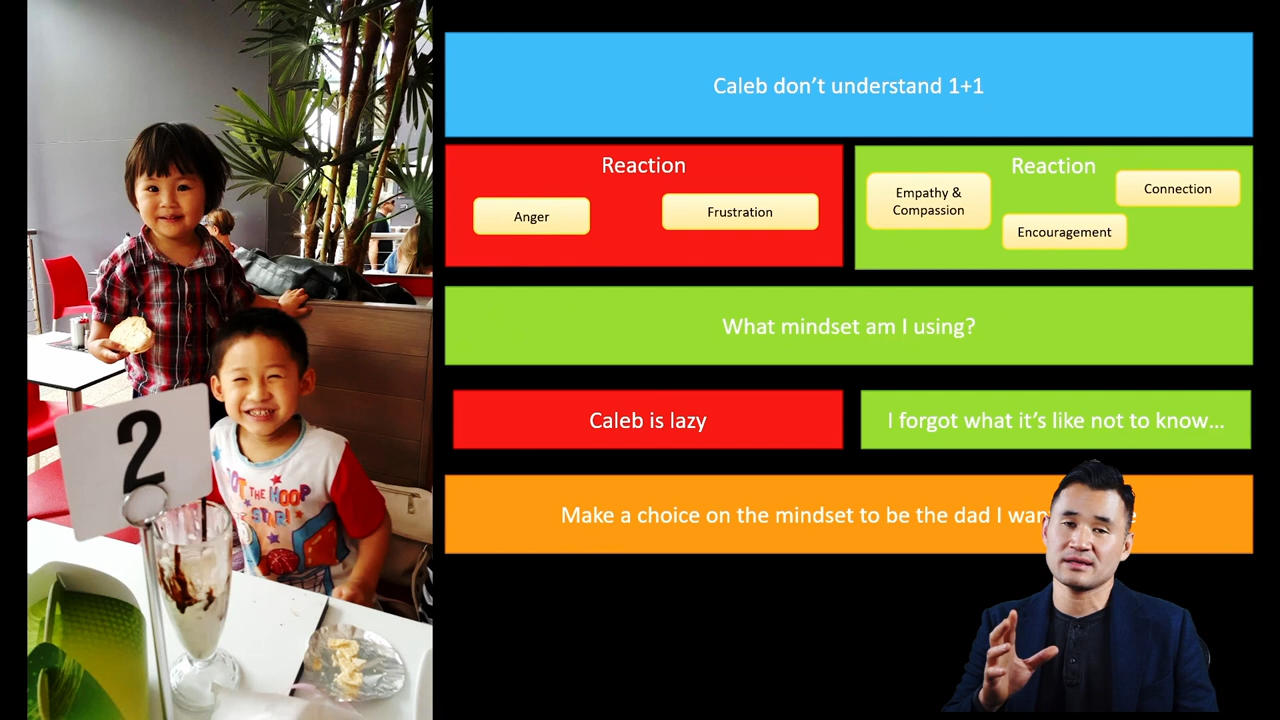 Caleb don't understand 1+1
Reaction
Anger
Frustration
Reaction
Empathy &
Compassion
Connection
Encouragement
What mindset am I using?
Caleb is lazy
I forgot what it's like not to know...
Make a choice on the mindset to be the dad I
2
THE HOOP